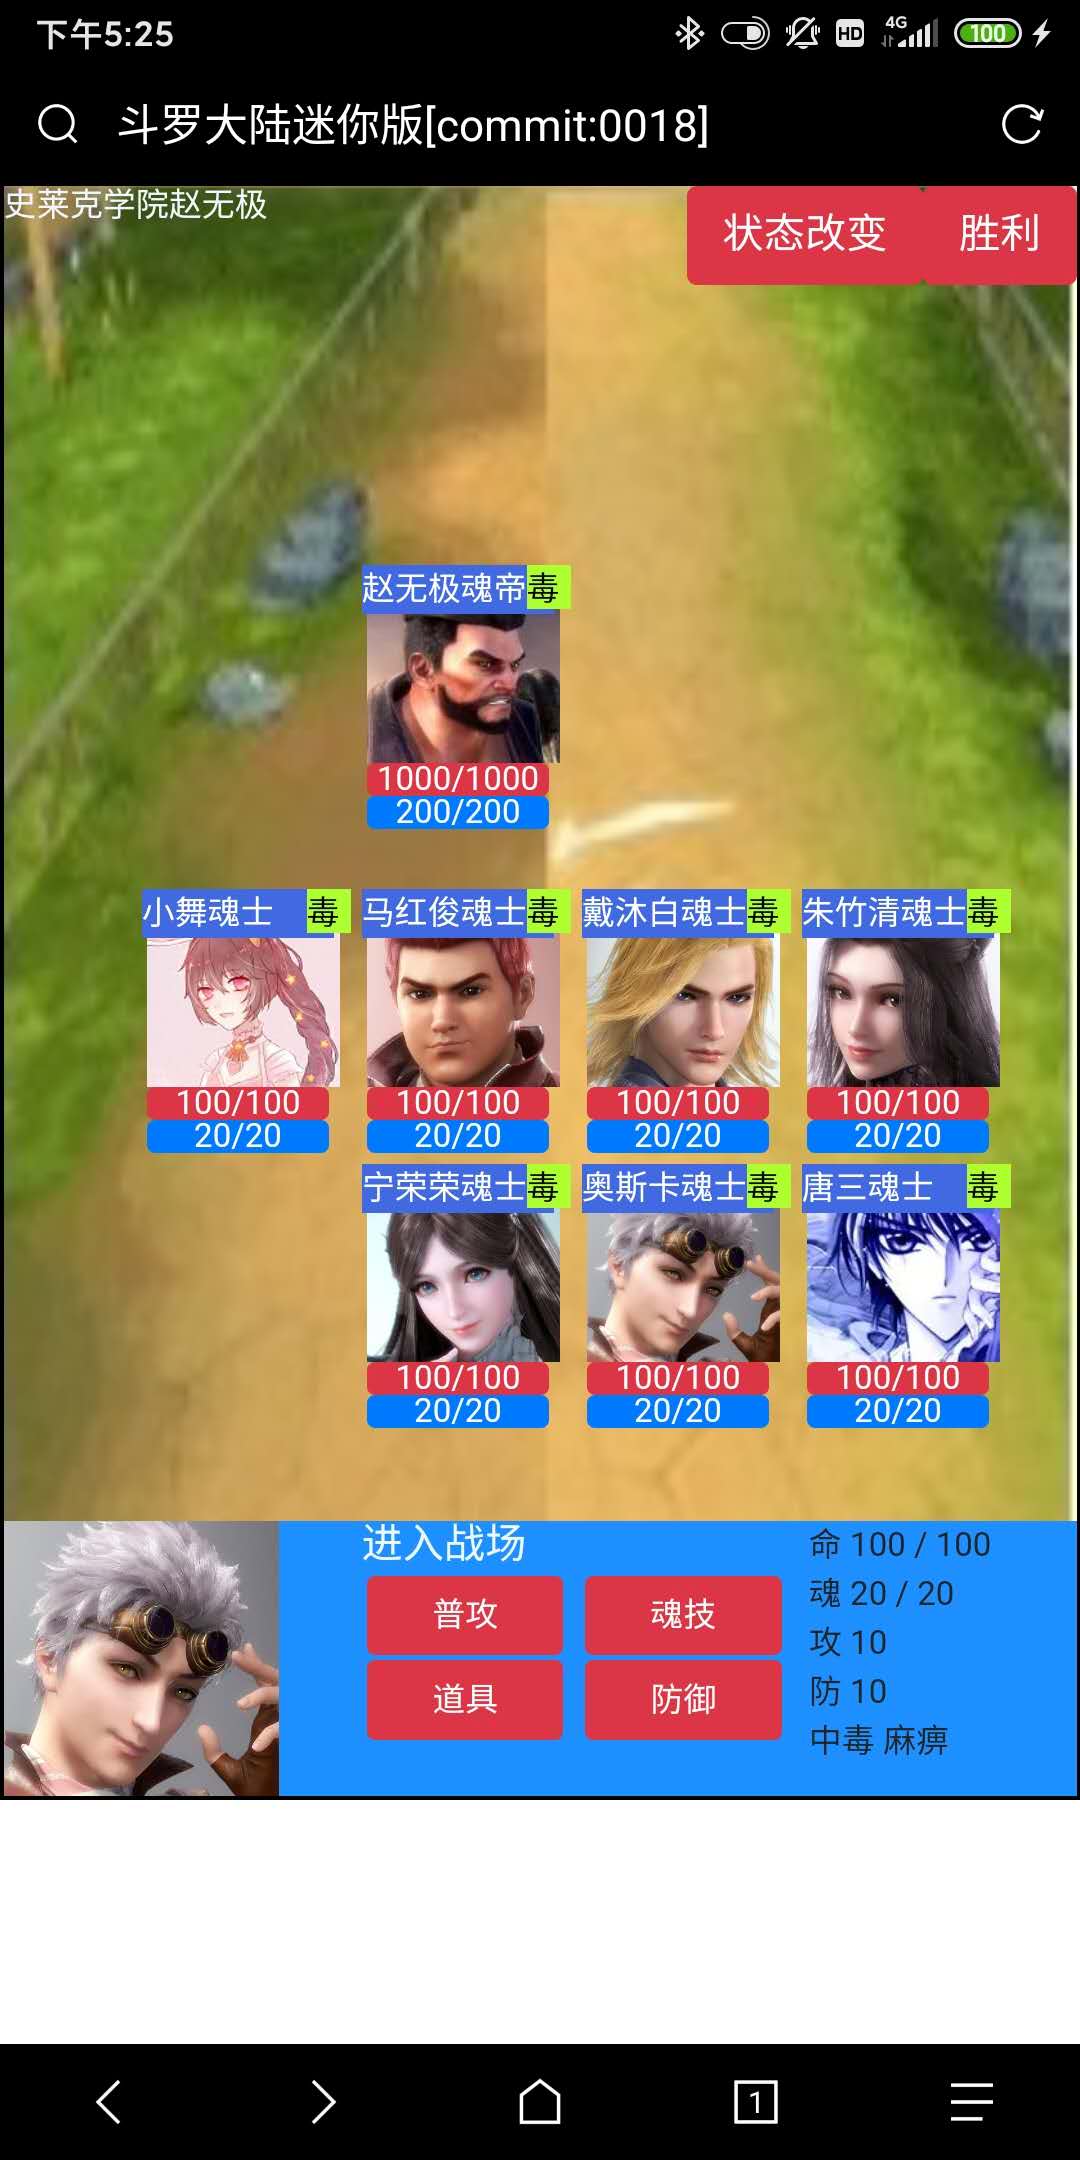 下午5:25 HD 4G 100
斗罗大陆迷你版[commit:0018]
史莱克学院赵无极
状态改变 胜利
赵无极魂帝 毒
1000/1000
200/200
小舞魂士 毒 马红俊魂士 毒 戴沐白魂士 毒 朱竹清魂士 毒
100/100 100/100 100/100 100/100
20/20 20/20 20/20 20/20
宁荣荣魂士 毒 奥斯卡魂士 毒 唐三魂士 毒
100/100 100/100 100/100
20/20 20/20 20/20
进入战场
普攻 魂技
道具 防御
命 100 / 100
魂 20 / 20
攻 10
防 10
中毒 麻痹
1